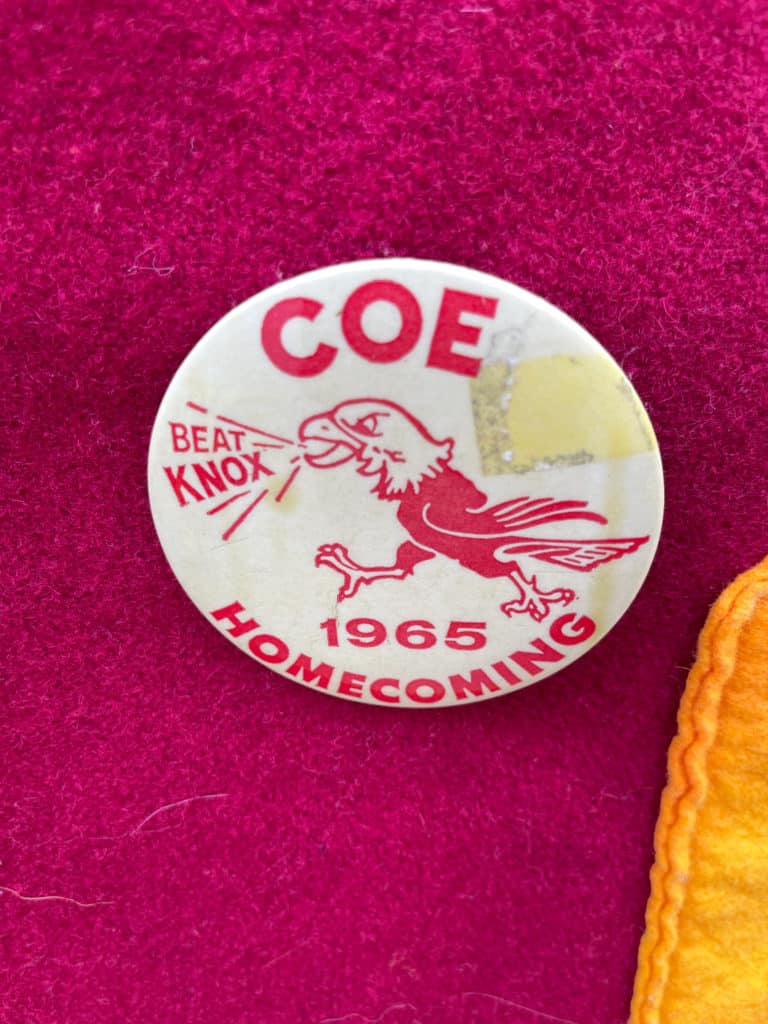 COE
BEAT
KNOX
1965
HOMECOMING